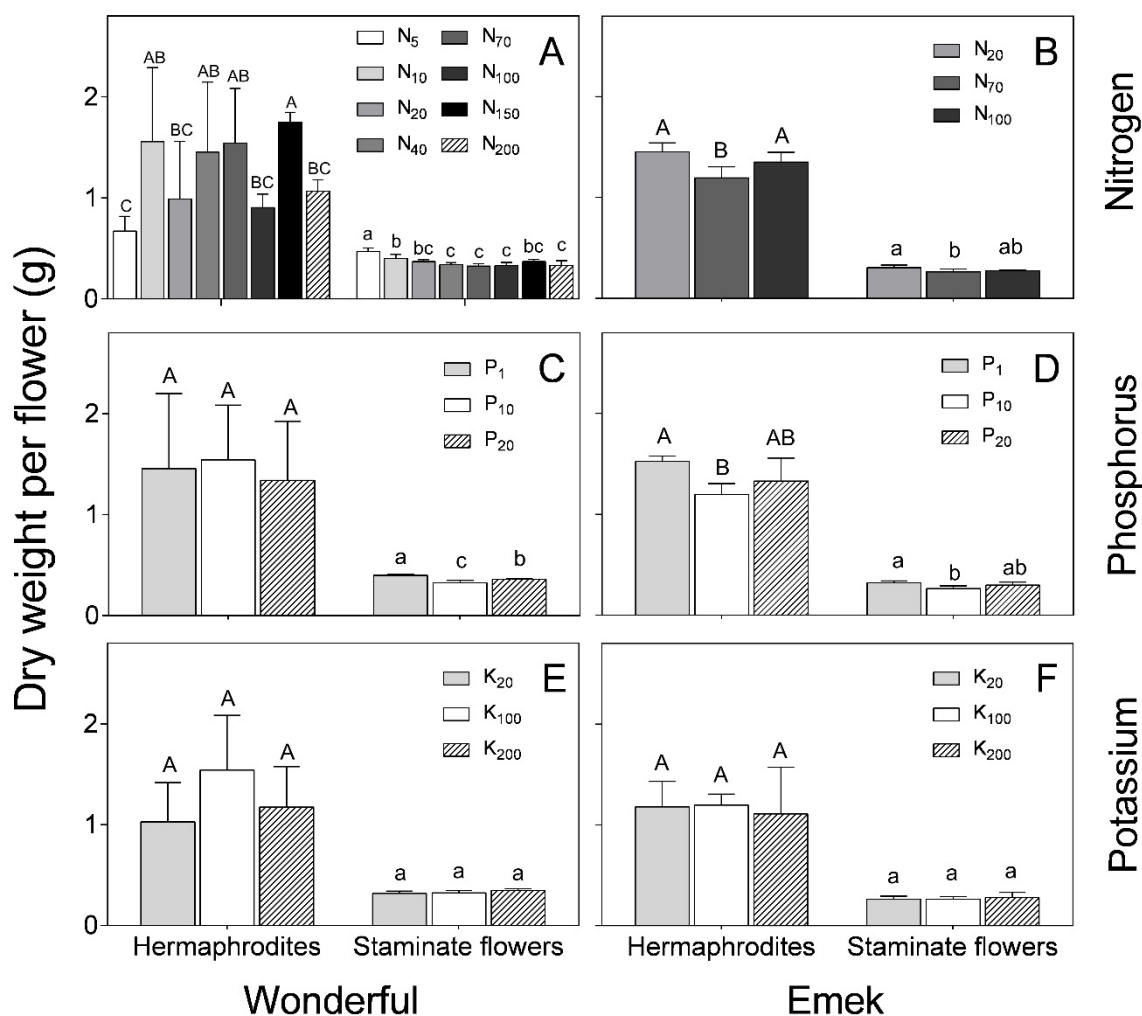 Dry weight per flower (g)
A
N5 N70
N10 N100
N20 N150
N40 N200
2
1
0
C AB BC AB AB BC A BC
a b bc c c c bc c
B
N20
N70
N100
A B A
a b ab
Nitrogen
C
P1
P10
P20
2
1
0
A A A
a c b
D
P1
P10
P20
A B AB
a b ab
Phosphorus
E
K20
K100
K200
2
1
0
A A A
a a a
F
K20
K100
K200
A A A
a a a
Potassium
Hermaphrodites Staminate flowers Hermaphrodites Staminate flowers
Wonderful Emek